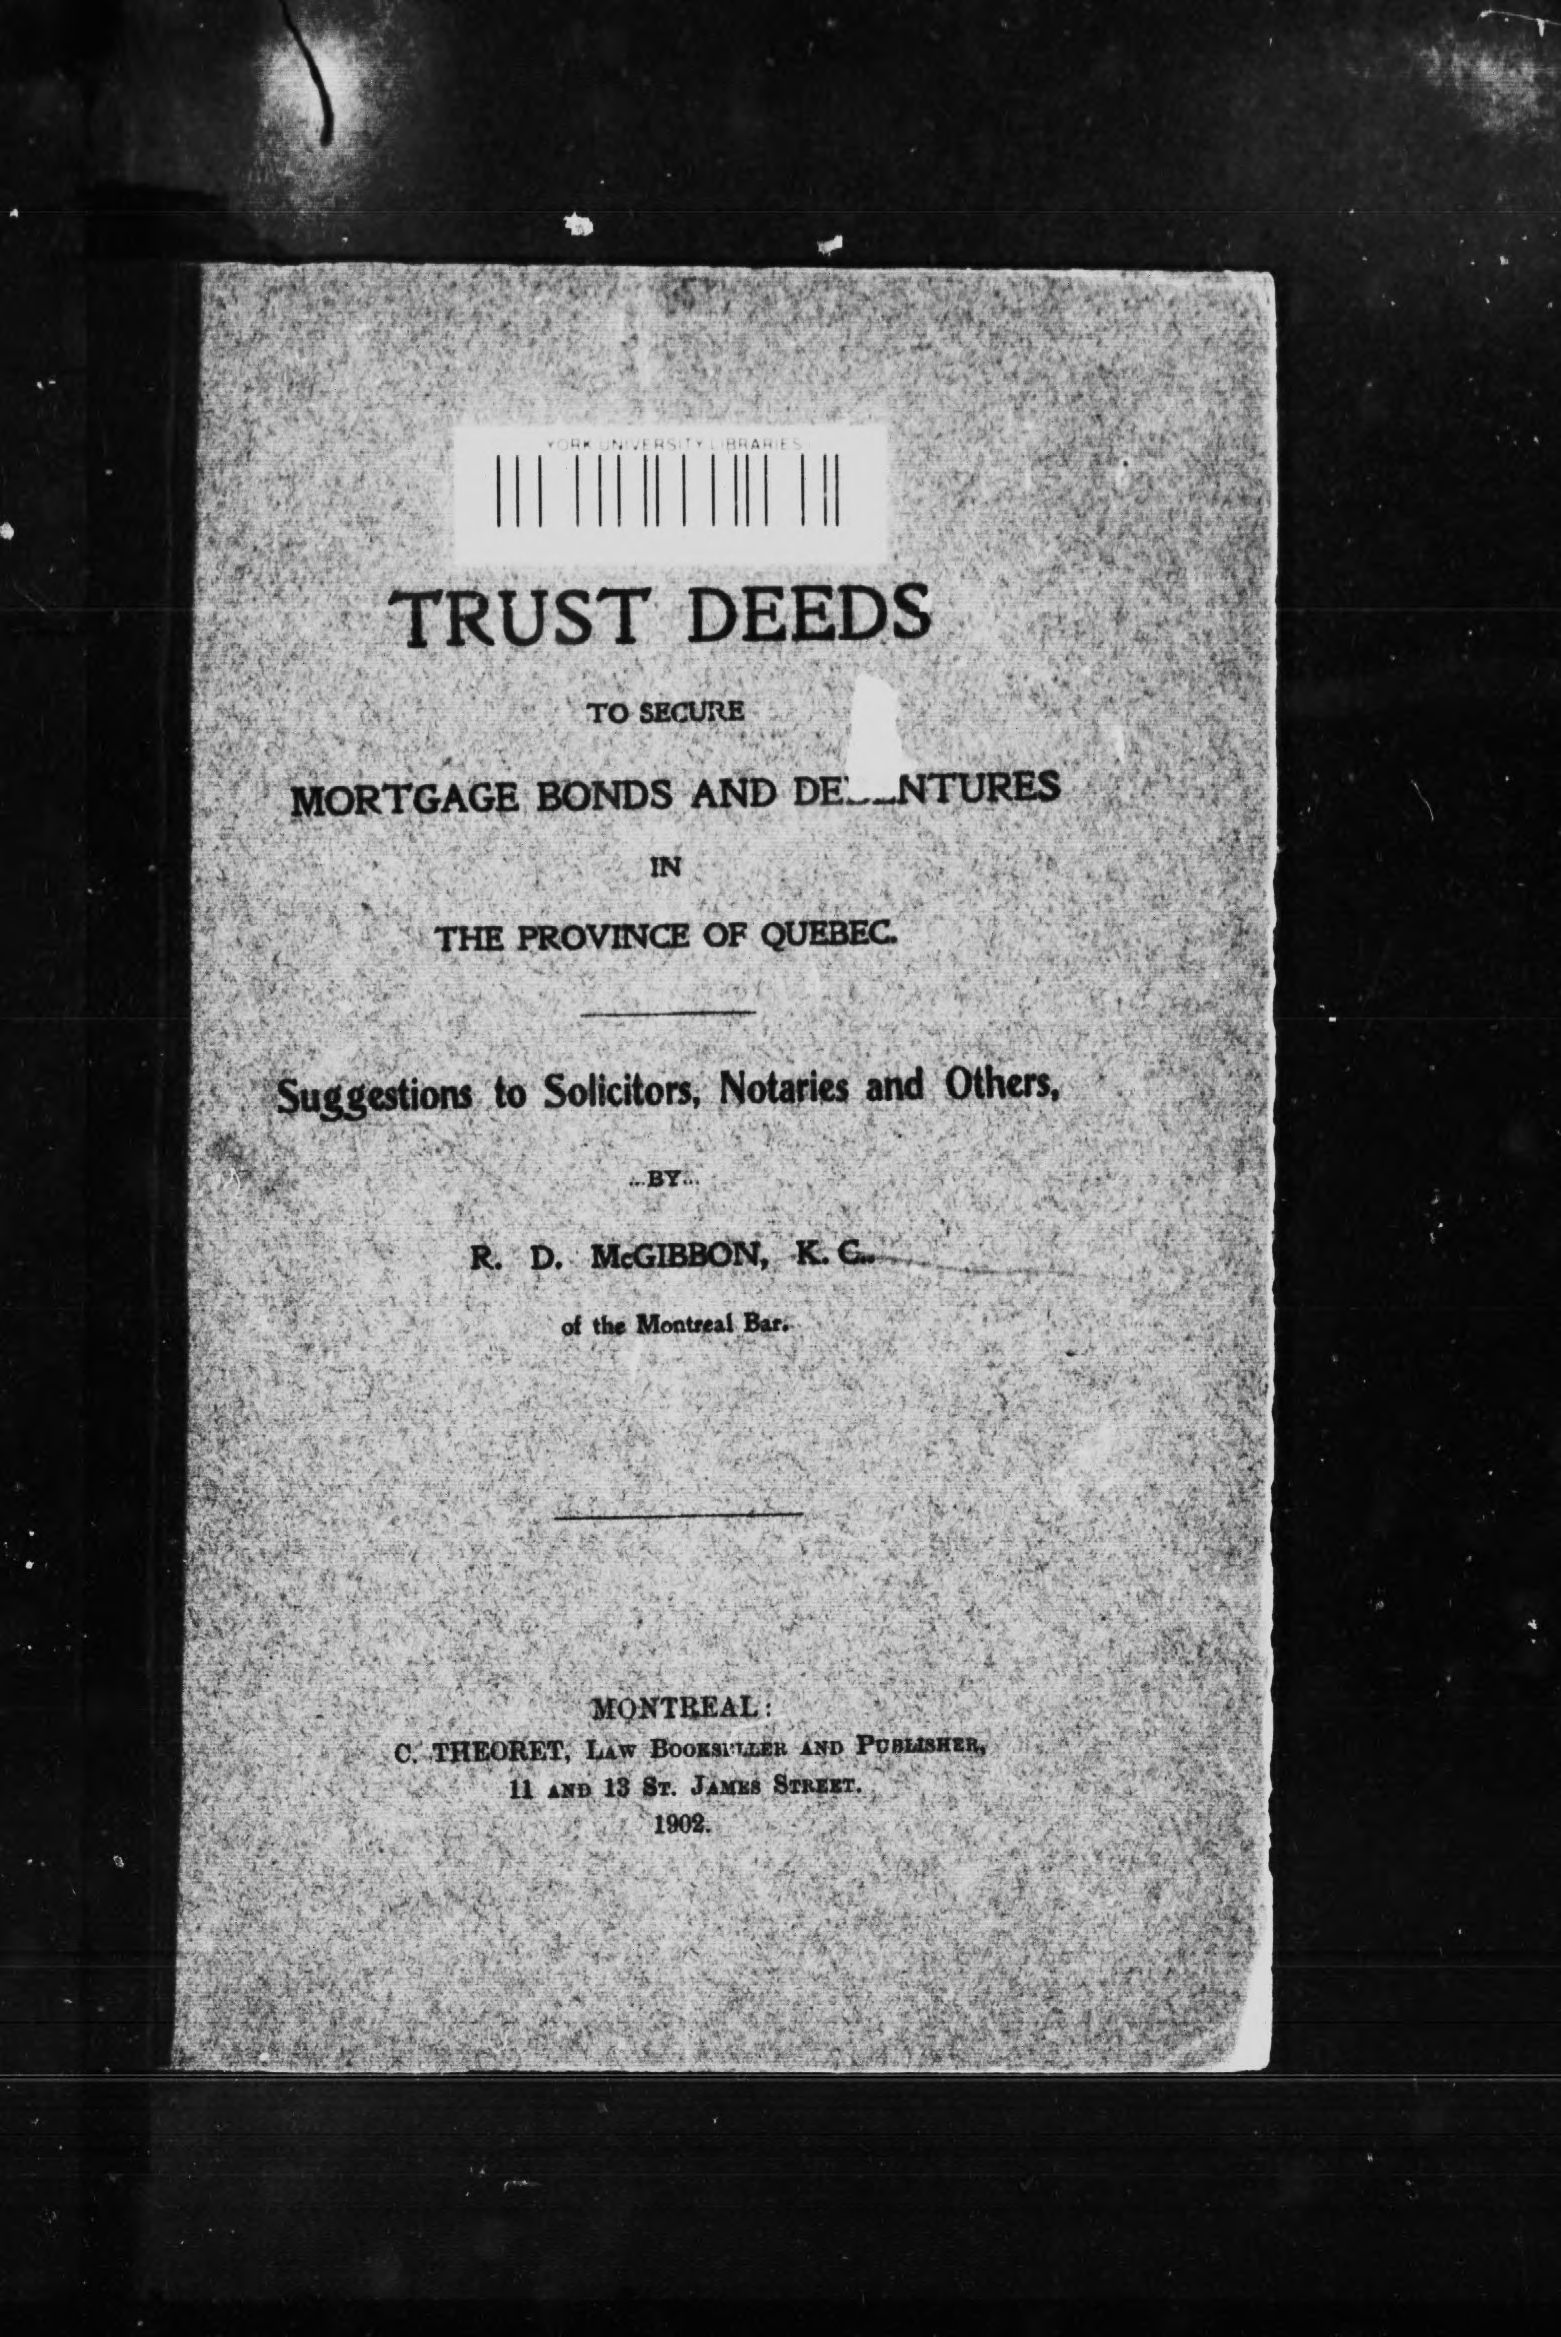 YORK UNIVERSITY LIBRARIES
TRUST DEEDS
TO SECURE
MORTGAGE BONDS AND DE
IN
THE PROVINCE OF QUEBEC.
Suggestions to Solicitors, Notaries and Others,
...BY...
R. D. McGIBBON, K. C.,
of the Montreal Bar.
MONTREAL:
C. THEORET, LAW BOOKSELLER AND PUBLISHER,
11 AND 13 ST. JAMES STREET.
1902.